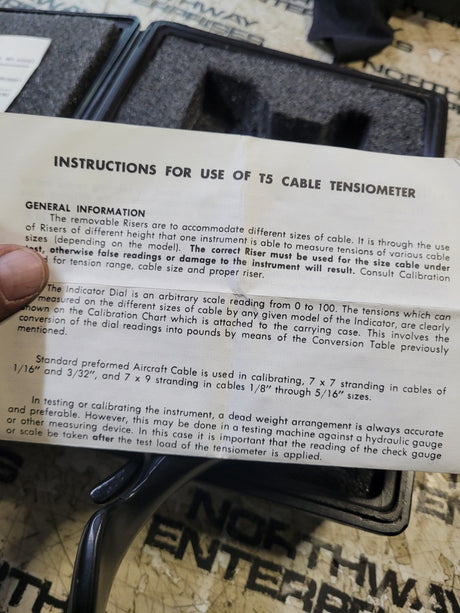 INSTRUCTIONS FOR USE OF T5 CABLE TENSIOMETER
GENERAL INFORMATION
The removable Risers are to accommodate different sizes of cable. It is through the use
of Risers of different height that one instrument is able to measure tensions of various cable
sizes (depending on the model). The correct Riser must be used for the size cable under
test, otherwise false readings or damage to the instrument will result. Consult Calibration
for tension range, cable size and proper riser.
The Indicator Dial is an arbitrary scale reading from 0 to 100. The tensions which can
measured on the different sizes of cable by any given model of the Indicator, are clearly
shown on the Calibration Chart which is attached to the carrying case. This involves the
conversion of the dial readings into pounds by means of the Conversion Table previously
mentioned.
Standard preformed Aircraft Cable is used in calibrating, 7 x 7 stranding in cables of
1/16" and 3/32", and 7 x 9 stranding in cables 1/8" through 5/16" sizes.
In testing or calibrating the instrument, a dead weight arrangement is always accurate
and preferable. However, this may be done in a testing machine against a hydraulic gauge
or other measuring device. In this case it is important that the reading of the check gauge
or scale be taken after the test load of the tensiometer is applied.
NORTHWAY
ENTERPRISES
NORTHWAY
ENTERPRISES